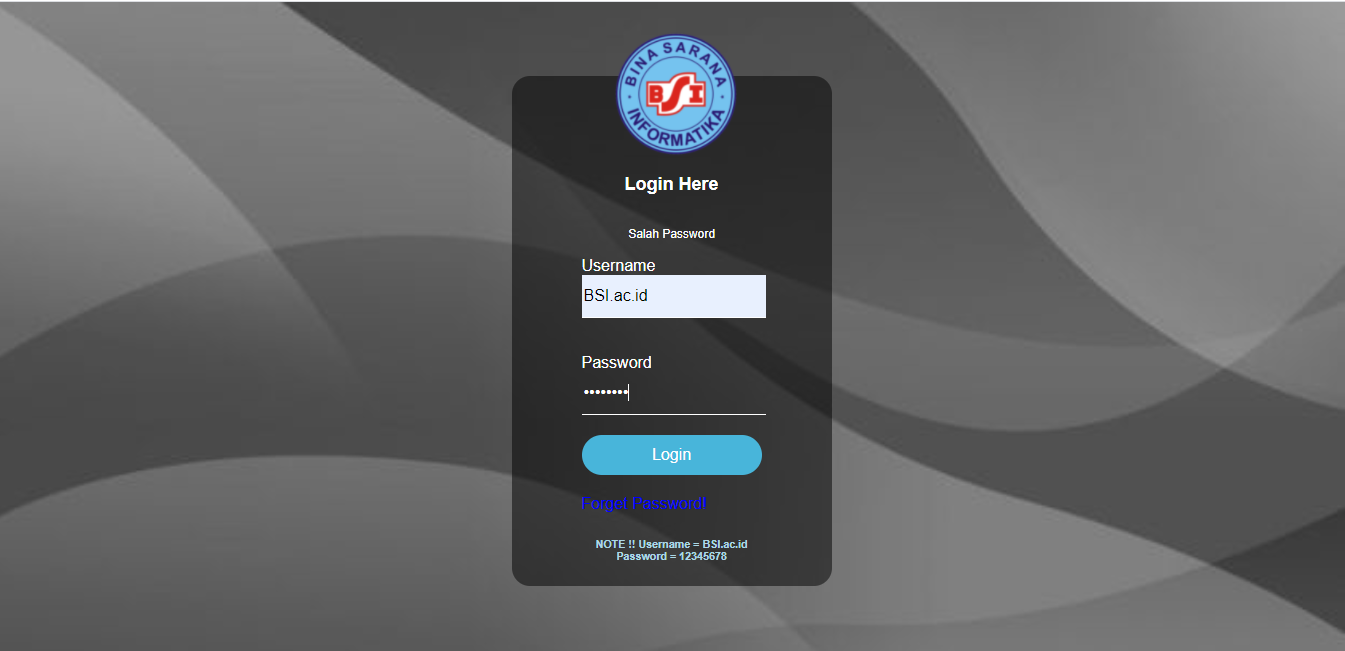 BINA SARANA
BSI
INFORMATIKA
Login Here
Salah Password
Username
BSI.ac.id
Password
••••••••
Login
Forget Password!
NOTE !! Username = BSI.ac.id
Password = 12345678